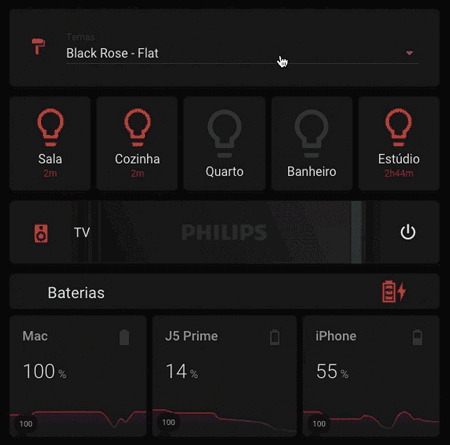 Temas
Black Rose - Flat
Sala
2m
Cozinha
2m
Quarto
Banheiro
Estúdio
2h44m
TV
PHILIPS
Baterias
Mac
100 %
100
J5 Prime
14 %
100
iPhone
55 %
100